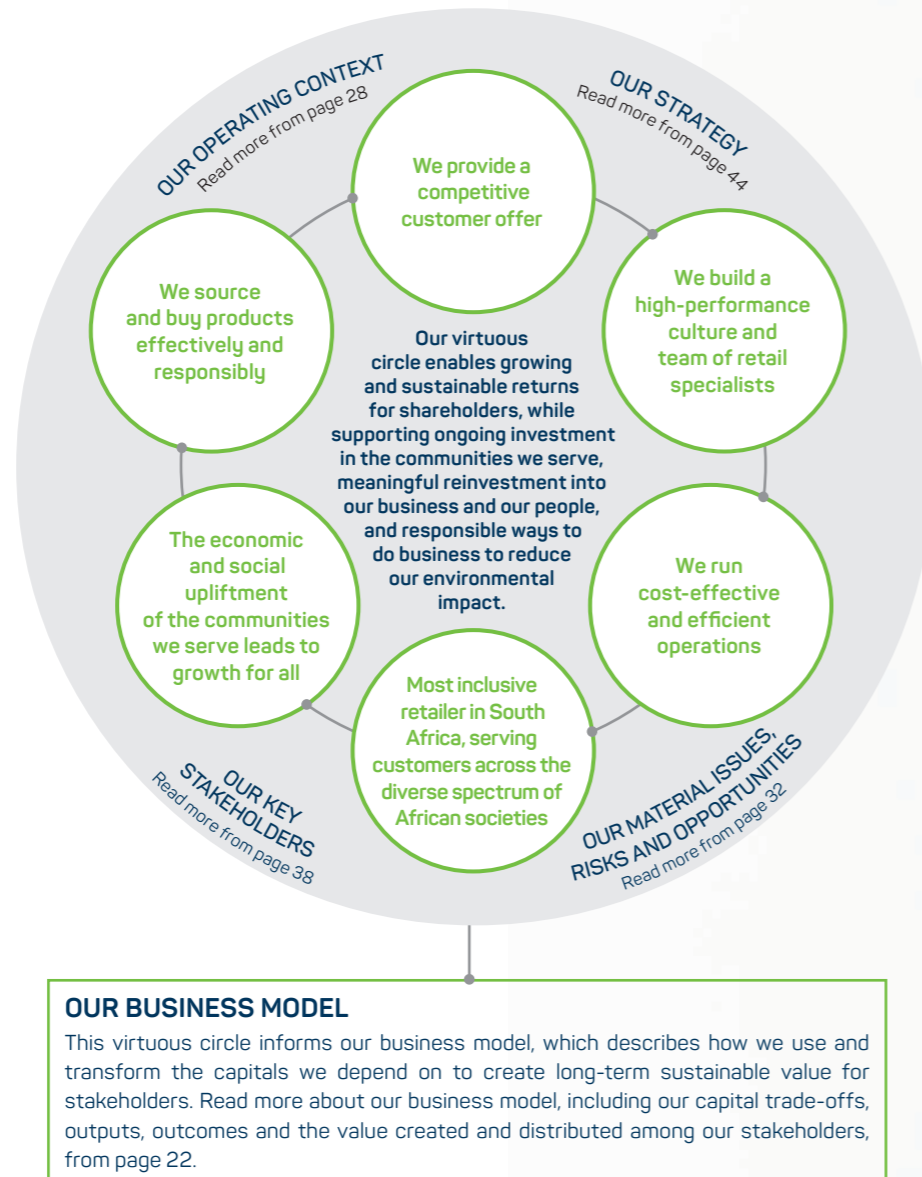 OUR OPERATING CONTEXT
Read more from page 28
OUR STRATEGY
Read more from page 44
We provide a
competitive
customer offer
We build a
high-performance
culture and
team of retail
specialists
We run
cost-effective
and efficient
operations
Most inclusive
retailer in South
Africa, serving
customers across the
diverse spectrum of
African societies
The economic
and social
upliftment
of the communities
we serve leads to
growth for all
We source
and buy products
effectively and
responsibly
Our virtuous
circle enables growing
and sustainable returns
for shareholders, while
supporting ongoing investment
in the communities we serve,
meaningful reinvestment into
our business and our people,
and responsible ways to
do business to reduce
our environmental
impact.
OUR KEY
STAKEHOLDERS
Read more from page 38
OUR MATERIAL ISSUES,
RISKS AND OPPORTUNITIES
Read more from page 32
OUR BUSINESS MODEL
This virtuous circle informs our business model, which describes how we use and
transform the capitals we depend on to create long-term sustainable value for
stakeholders. Read more about our business model, including our capital trade-offs,
outputs, outcomes and the value created and distributed among our stakeholders,
from page 22.